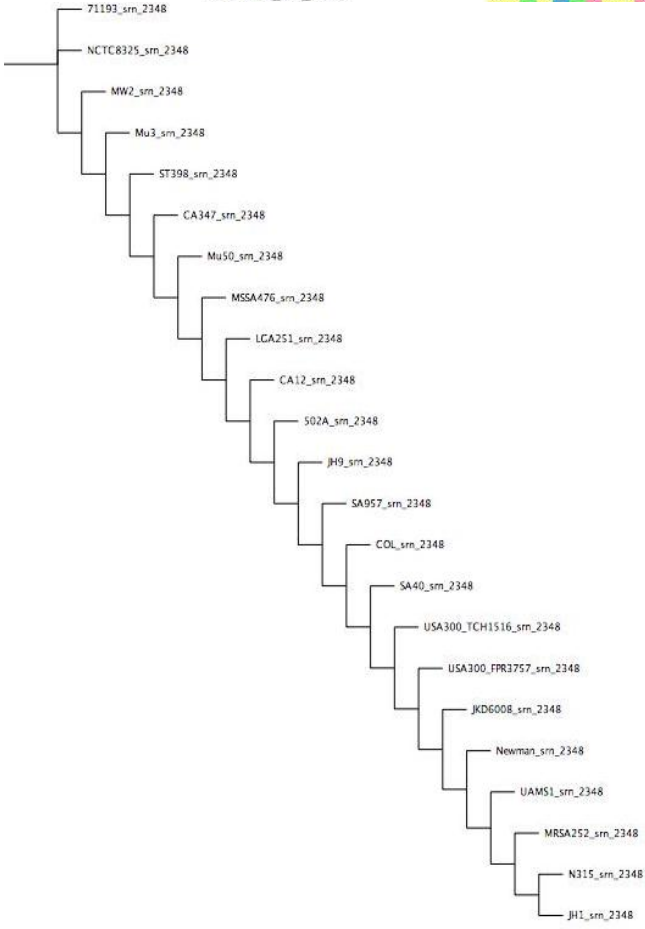 71193_srn_2348
NCTC8325_srn_2348
MW2_srn_2348
Mu3_srn_2348
ST398_srn_2348
CA347_srn_2348
Mu50_srn_2348
MSSA476_srn_2348
LGA251_srn_2348
CA12_srn_2348
502A_srn_2348
JH9_srn_2348
SA957_srn_2348
COL_srn_2348
SA40_srn_2348
USA300_TCH1516_srn_2348
USA300_FPR3757_srn_2348
JKD6008_srn_2348
Newman_srn_2348
UAMS1_srn_2348
MRSA252_srn_2348
N315_srn_2348
JH1_srn_2348